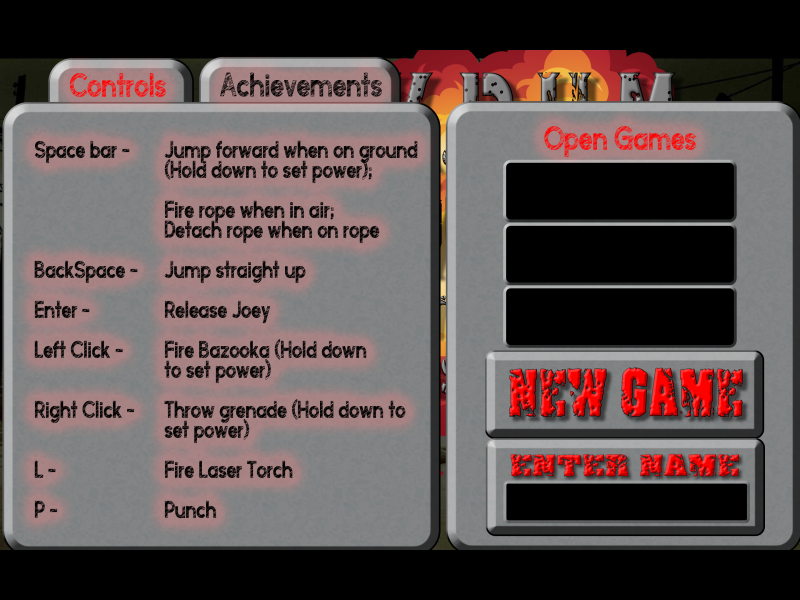 Controls
Achievements
Space bar - Jump forward when on ground
(Hold down to set power);
Fire rope when in air;
Detach rope when on rope
BackSpace - Jump straight up
Enter - Release Joey
Left Click - Fire Bazooka (Hold down
to set power)
Right Click - Throw grenade (Hold down to
set power)
L - Fire Laser Torch
P - Punch
Open Games
NEW GAME
ENTER NAME